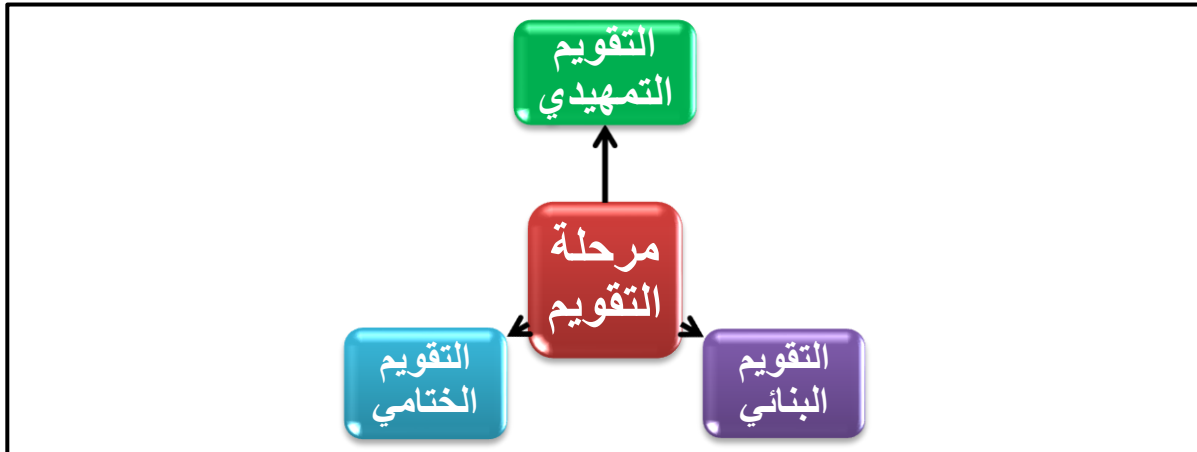 التقويم
التمهيدي
مرحلة
التقويم
التقويم
البنائي
التقويم
الختامي